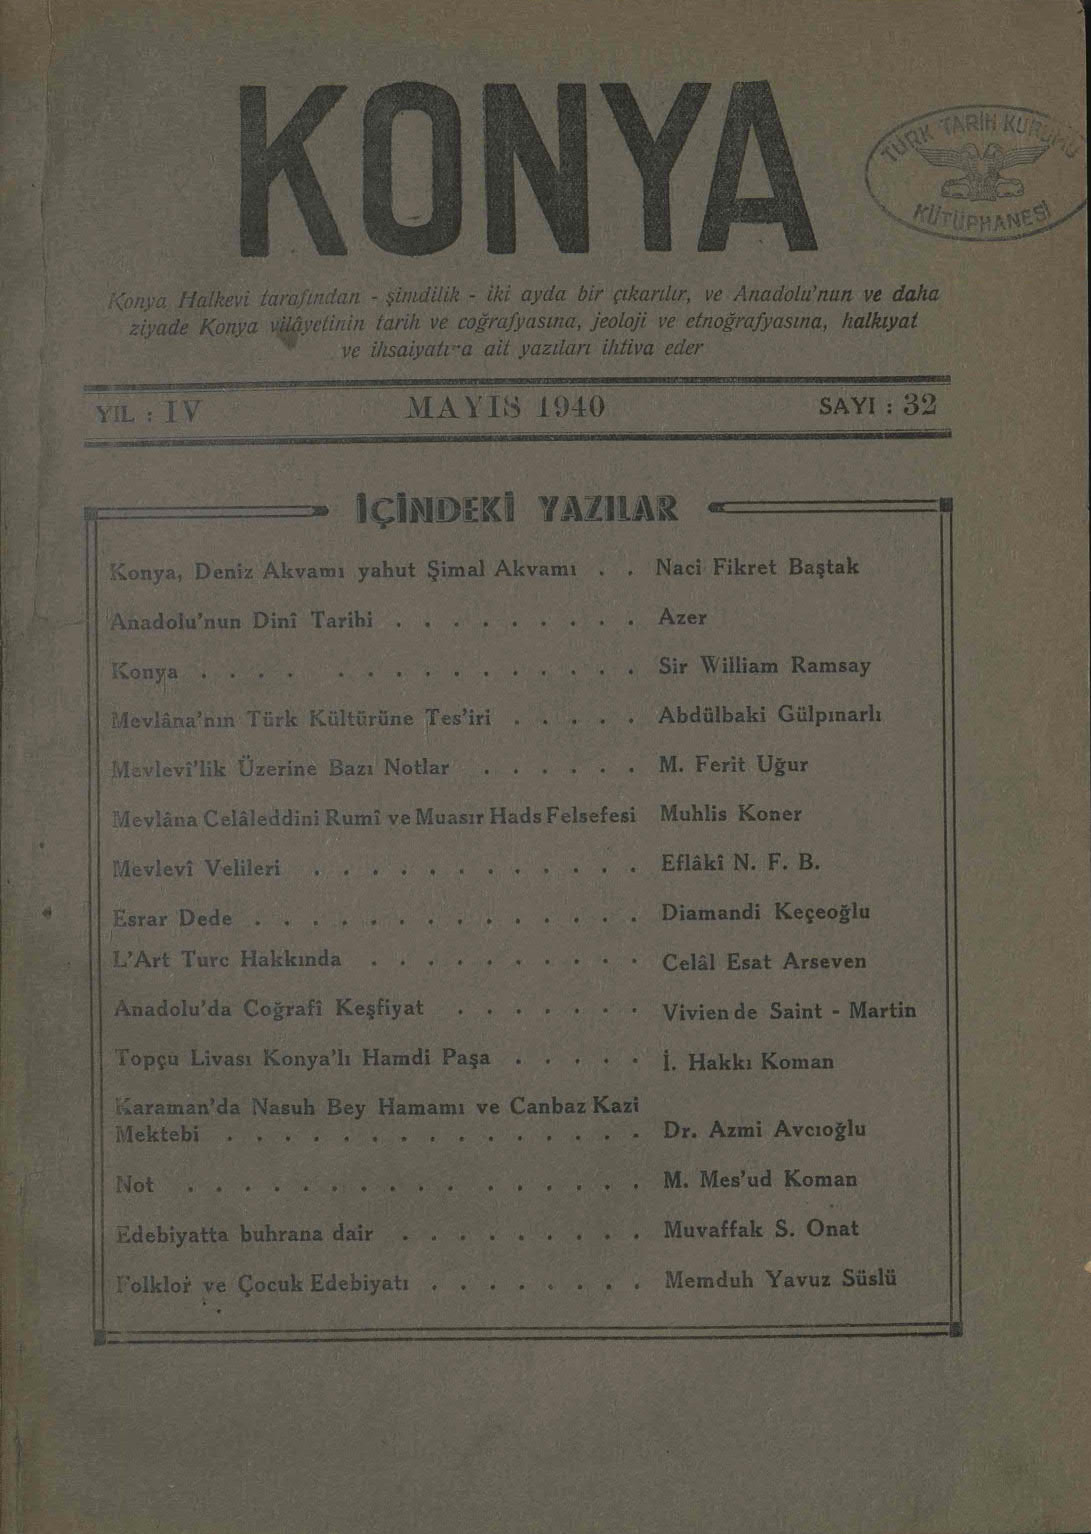 KONYA
TÜRK TARİH KURUMU
KÜTÜPHANESİ
Konya Halkevi tarafından - şimdilik - iki ayda bir çıkarılır, ve Anadolu'nun ve daha
ziyade Konya vilâyetinin tarih ve coğrafyasına, jeoloji ve etnoğrafyasına, halkıyat
ve ihsaiyatına ait yazıları ihtiva eder
YIL : IV MAYIS 1940 SAYI : 32
İÇİNDEKİ YAZILAR
Konya, Deniz Akvamı yahut Şimal Akvamı . . Naci Fikret Baştak
Anadolu'nun Dinî Tarihi . . . . . . . . . Azer
Konya . . . . . . . . . . . . . . . Sir William Ramsay
Mevlâna'nın Türk Kültürüne Tes'iri . . . . . Abdülbaki Gülpınarlı
Mevlevî'lik Üzerine Bazı Notlar . . . . . . M. Ferit Uğur
Mevlâna Celâleddini Rumî ve Muasır Hads Felsefesi Muhlis Koner
Mevlevî Velileri . . . . . . . . . . . . Eflâkî N. F. B.
Esrar Dede . . . . . . . . . . . . . . Diamandi Keçeoğlu
L'Art Turc Hakkında . . . . . . . . . . Celâl Esat Arseven
Anadolu'da Coğrafî Keşfiyat . . . . . . . Vivien de Saint - Martin
Topçu Livası Konya'lı Hamdi Paşa . . . . . İ. Hakkı Koman
Karaman'da Nasuh Bey Hamamı ve Canbaz Kazi
Mektebi . . . . . . . . . . . . . . . Dr. Azmi Avcıoğlu
Not . . . . . . . . . . . . . . . . M. Mes'ud Koman
Edebiyatta buhrana dair . . . . . . . . . Muvaffak S. Onat
Folklor ve Çocuk Edebiyatı . . . . . . . . Memduh Yavuz Süslü